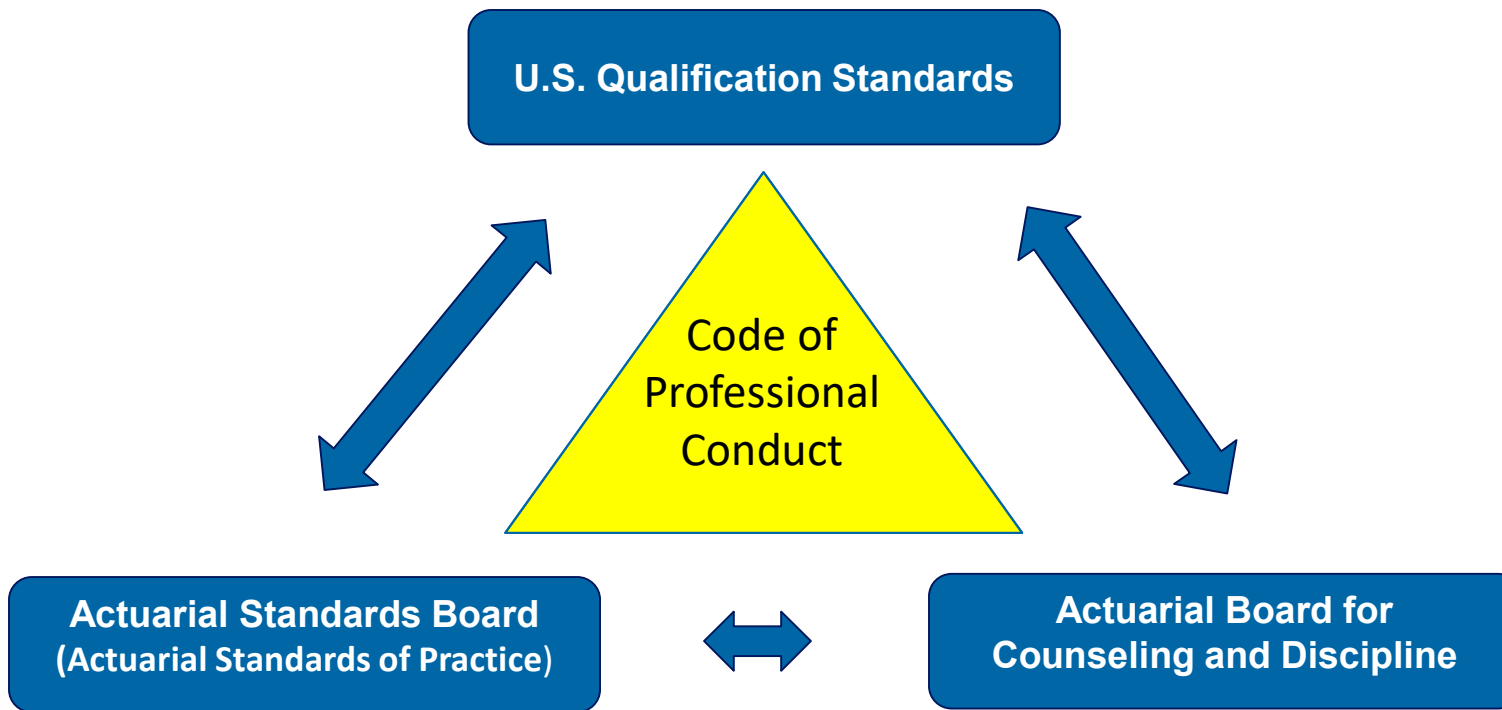 U.S. Qualification Standards
Code of
Professional
Conduct
Actuarial Standards Board
(Actuarial Standards of Practice)
Actuarial Board for
Counseling and Discipline